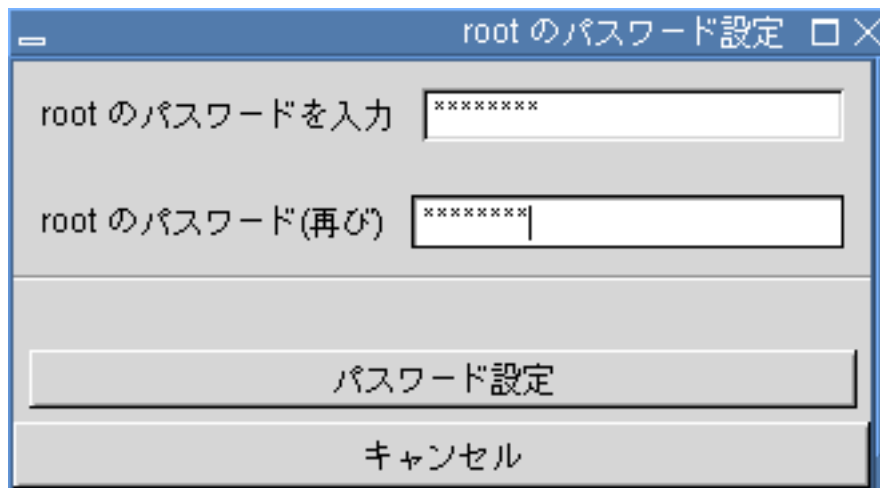 root のパスワード設定
root のパスワードを入力 ********
root のパスワード(再び) ********
パスワード設定
キャンセル